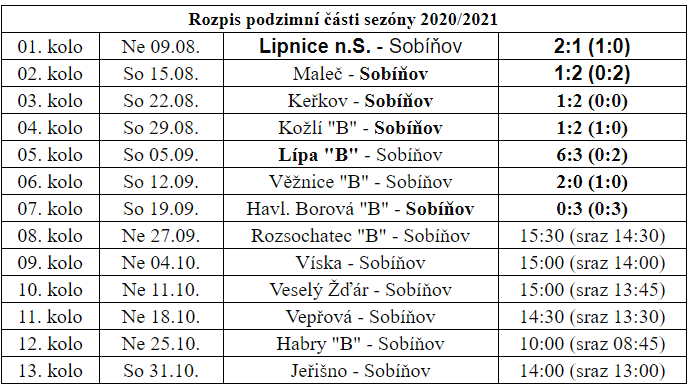 Rozpis podzimní části sezóny 2020/2021
01. kolo Ne 09.08. Lipnice n.S. - Sobíňov 2:1 (1:0)
02. kolo So 15.08. Maleč - Sobíňov 1:2 (0:2)
03. kolo So 22.08. Keřkov - Sobíňov 1:2 (0:0)
04. kolo So 29.08. Kožlí "B" - Sobíňov 1:2 (1:0)
05. kolo So 05.09. Lípa "B" - Sobíňov 6:3 (0:2)
06. kolo So 12.09. Věžnice "B" - Sobíňov 2:0 (1:0)
07. kolo So 19.09. Havl. Borová "B" - Sobíňov 0:3 (0:3)
08. kolo Ne 27.09. Rozsochatec "B" - Sobíňov 15:30 (sraz 14:30)
09. kolo Ne 04.10. Víska - Sobíňov 15:00 (sraz 14:00)
10. kolo Ne 11.10. Veselý Žďár - Sobíňov 15:00 (sraz 13:45)
11. kolo Ne 18.10. Vepřová - Sobíňov 14:30 (sraz 13:30)
12. kolo Ne 25.10. Habry "B" - Sobíňov 10:00 (sraz 08:45)
13. kolo So 31.10. Jeřišno - Sobíňov 14:00 (sraz 13:00)